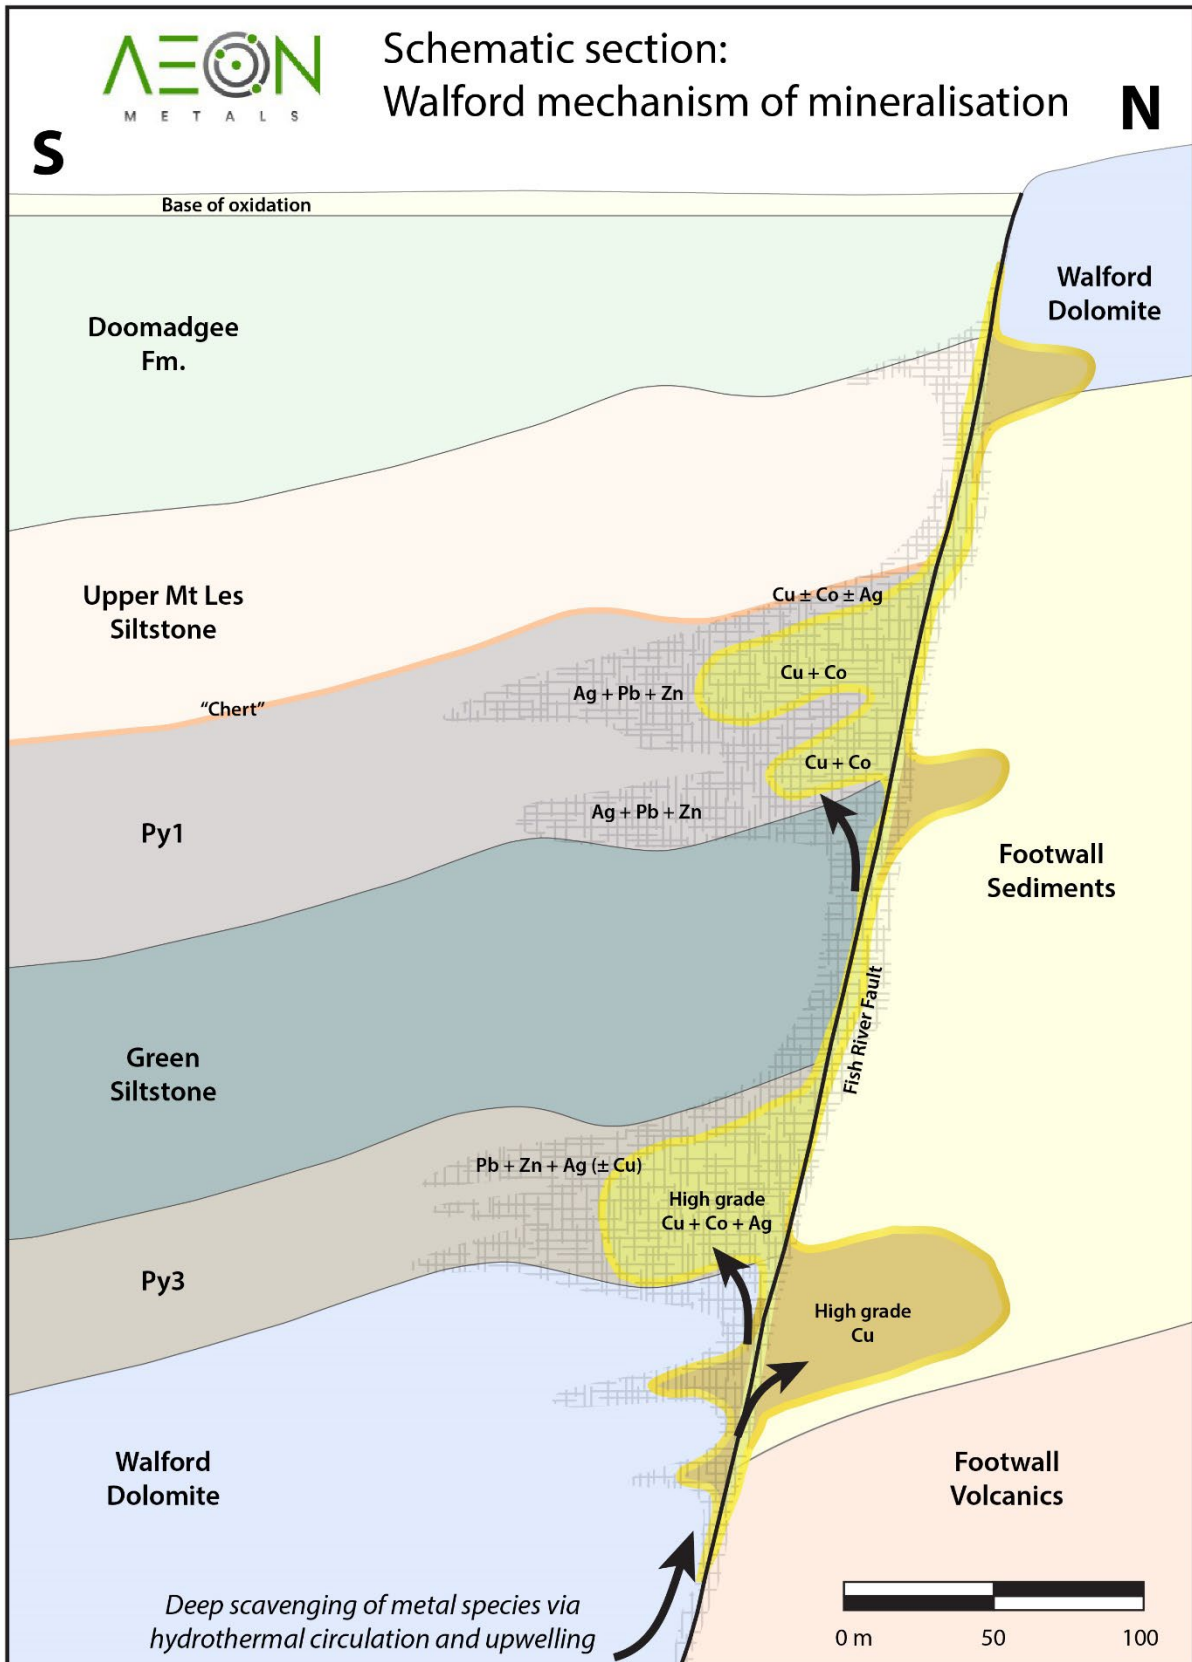 AEON
METALS
Schematic section:
Walford mechanism of mineralisation
S
N
Base of oxidation
Walford
Dolomite
Doomadgee
Fm.
Upper Mt Les
Siltstone
Cu ± Co ± Ag
Cu + Co
Ag + Pb + Zn
"Chert"
Cu + Co
Ag + Pb + Zn
Py1
Footwall
Sediments
Fish River Fault
Green
Siltstone
Pb + Zn + Ag (± Cu)
High grade
Cu + Co + Ag
Py3
High grade
Cu
Walford
Dolomite
Footwall
Volcanics
Deep scavenging of metal species via
hydrothermal circulation and upwelling
0 m 50 100